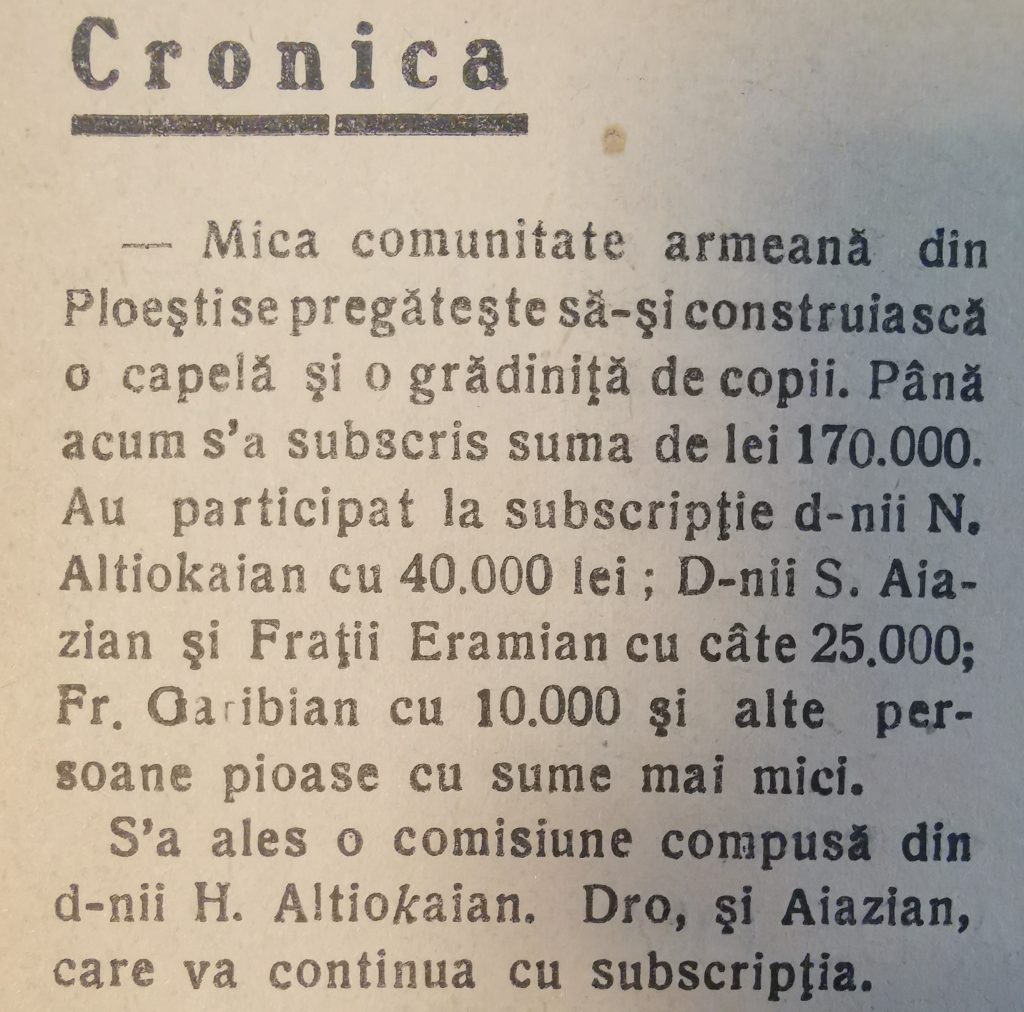 Cronica
— Mica comunitate armeană din
Ploeşti se pregăteşte să-şi construiască
o capelă şi o grădiniţă de copii. Până
acum s'a subscris suma de lei 170.000.
Au participat la subscripţie d-nii N.
Altiokaian cu 40.000 lei ; D-nii S. Aia-
zian şi Fraţii Eramian cu câte 25.000;
Fr. Garibian cu 10.000 şi alte per-
soane pioase cu sume mai mici.
S'a ales o comisiune compusă din
d-nii H. Altiokaian. Dro, şi Aiazian,
care va continua cu subscripţia.